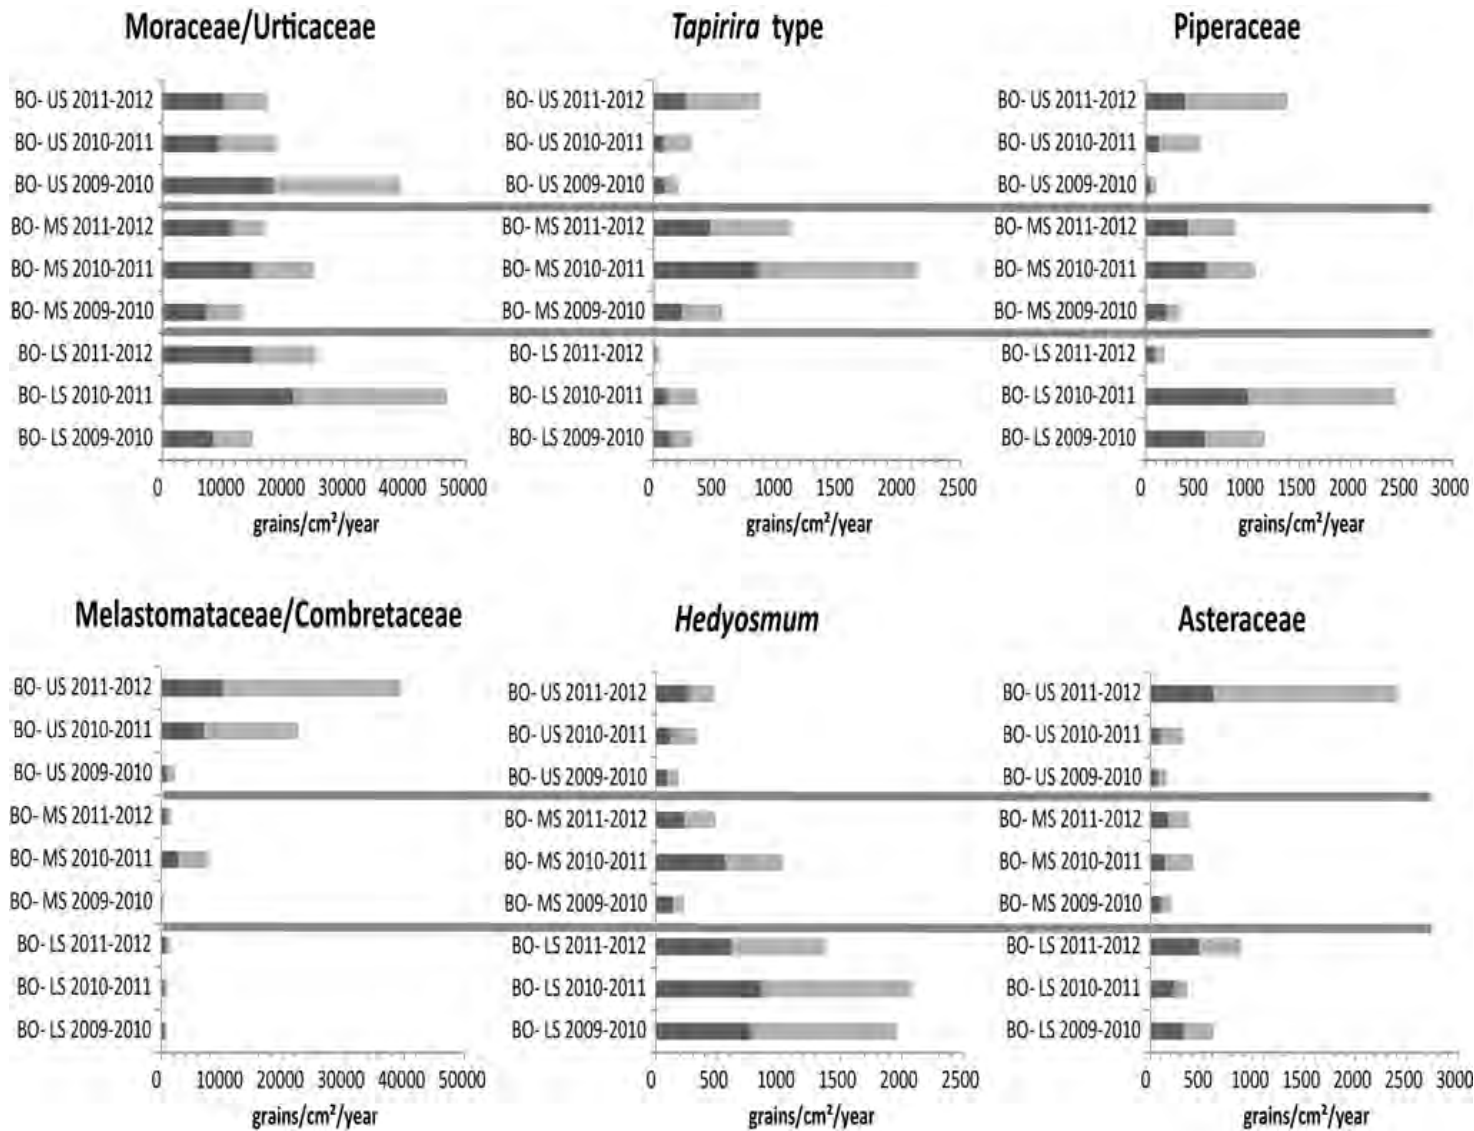 Moraceae/Urticaceae
BO- US 2011-2012
BO- US 2010-2011
BO- US 2009-2010
BO- MS 2011-2012
BO- MS 2010-2011
BO- MS 2009-2010
BO- LS 2011-2012
BO- LS 2010-2011
BO- LS 2009-2010
0 10000 20000 30000 40000 50000
grains/cm²/year
Tapirira type
BO- US 2011-2012
BO- US 2010-2011
BO- US 2009-2010
BO- MS 2011-2012
BO- MS 2010-2011
BO- MS 2009-2010
BO- LS 2011-2012
BO- LS 2010-2011
BO- LS 2009-2010
0 500 1000 1500 2000 2500
grains/cm²/year
Piperaceae
BO- US 2011-2012
BO- US 2010-2011
BO- US 2009-2010
BO- MS 2011-2012
BO- MS 2010-2011
BO- MS 2009-2010
BO- LS 2011-2012
BO- LS 2010-2011
BO- LS 2009-2010
0 500 1000 1500 2000 2500 3000
grains/cm²/year
Melastomataceae/Combretaceae
BO- US 2011-2012
BO- US 2010-2011
BO- US 2009-2010
BO- MS 2011-2012
BO- MS 2010-2011
BO- MS 2009-2010
BO- LS 2011-2012
BO- LS 2010-2011
BO- LS 2009-2010
0 10000 20000 30000 40000 50000
grains/cm²/year
Hedyosmum
BO- US 2011-2012
BO- US 2010-2011
BO- US 2009-2010
BO- MS 2011-2012
BO- MS 2010-2011
BO- MS 2009-2010
BO- LS 2011-2012
BO- LS 2010-2011
BO- LS 2009-2010
0 500 1000 1500 2000 2500
grains/cm²/year
Asteraceae
BO- US 2011-2012
BO- US 2010-2011
BO- US 2009-2010
BO- MS 2011-2012
BO- MS 2010-2011
BO- MS 2009-2010
BO- LS 2011-2012
BO- LS 2010-2011
BO- LS 2009-2010
0 500 1000 1500 2000 2500 3000
grains/cm²/year